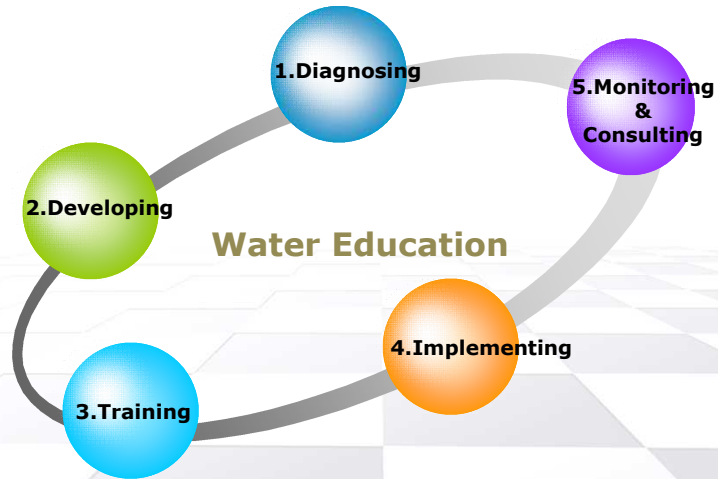 1.Diagnosing
5.Monitoring
&
Consulting
2.Developing
Water Education
4.Implementing
3.Training